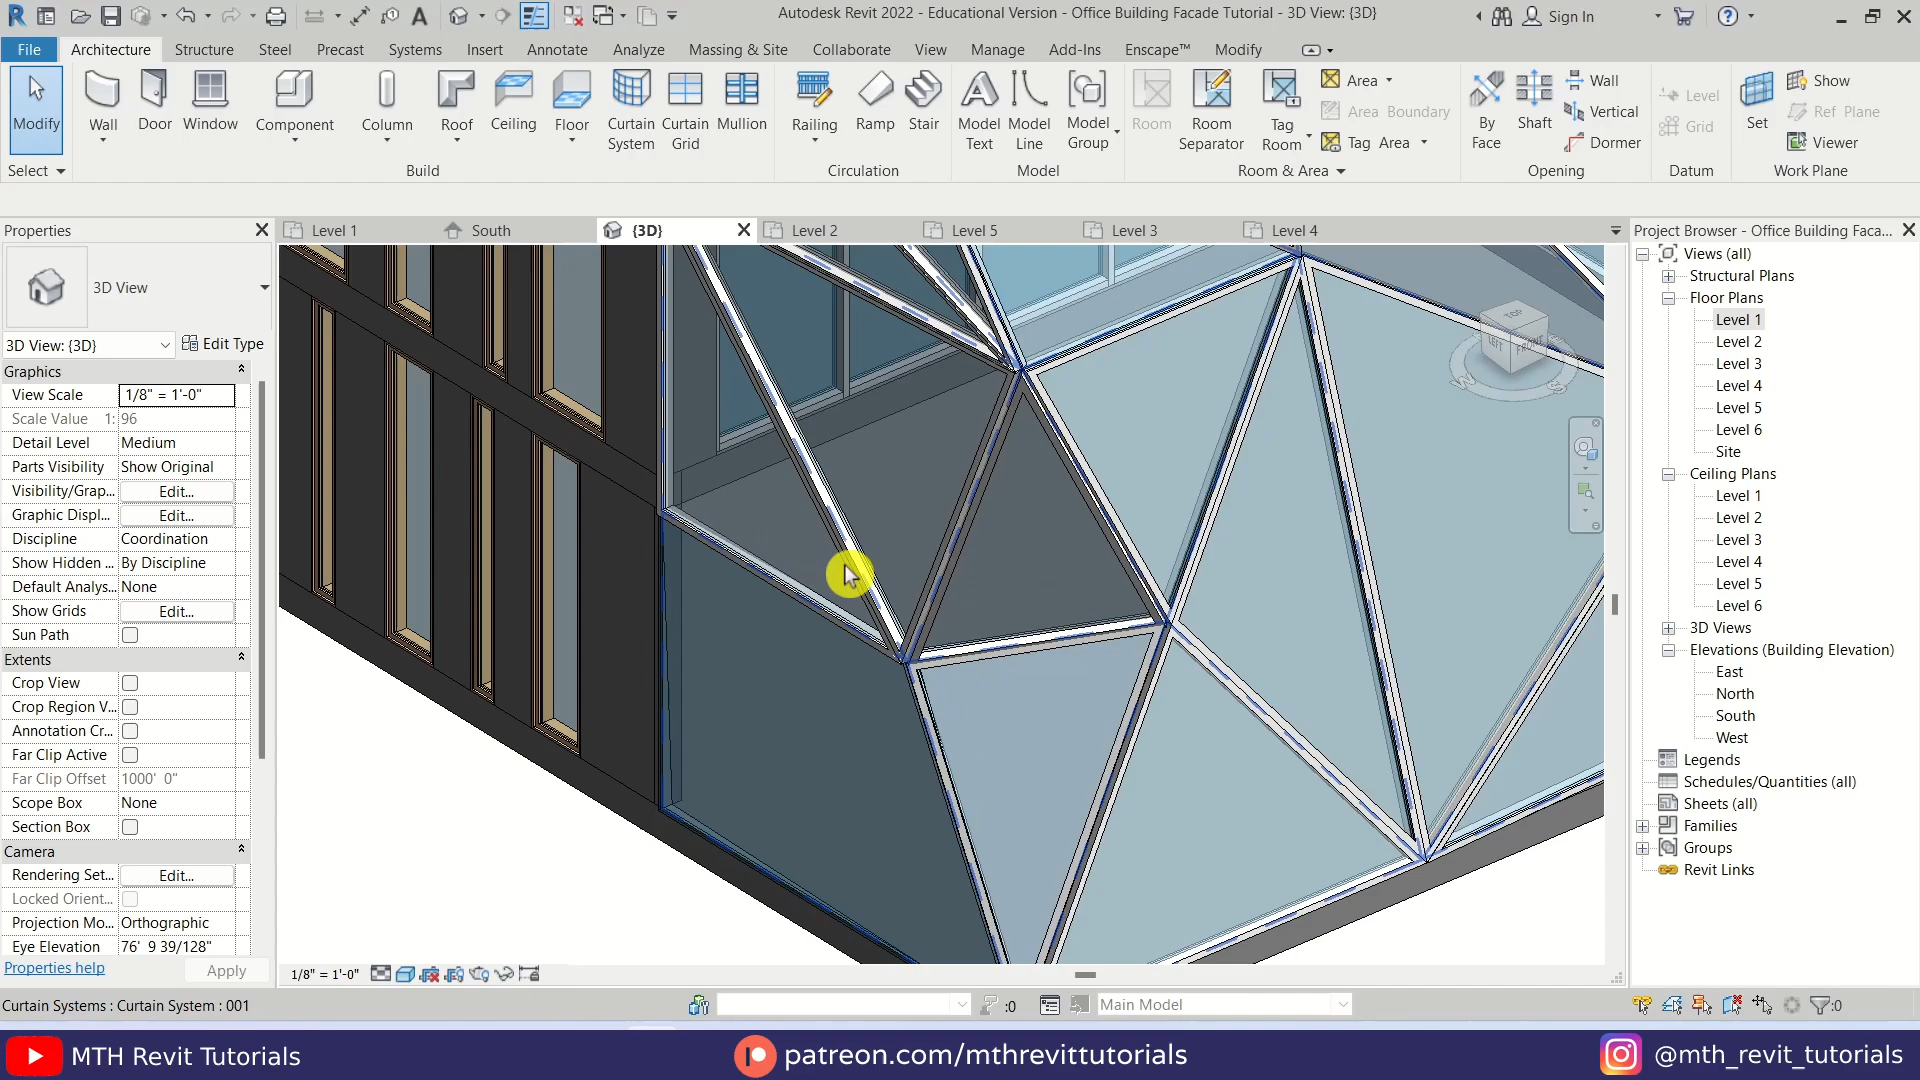 Autodesk Revit 2022 - Educational Version - Office Building Facade Tutorial - 3D View: {3D}
Sign In
File Architecture Structure Steel Precast Systems Insert Annotate Analyze Massing & Site Collaborate View Manage Add-Ins Enscape™ Modify
Modify
Wall
Door
Window
Component
Column
Roof
Ceiling
Floor
Curtain System
Curtain Grid
Mullion
Railing
Ramp
Stair
Model Text
Model Line
Model Group
Room
Room Separator
Tag Room
Area
Area Boundary
Tag Area
By Face
Shaft
Wall
Vertical
Dormer
Level
Grid
Set
Show
Ref Plane
Viewer
Select Build Circulation Model Room & Area Opening Datum Work Plane
Properties
Level 1 South {3D} Level 2 Level 5 Level 3 Level 4
Project Browser - Office Building Faca...
3D View
3D View: {3D} Edit Type
Graphics
View Scale 1/8" = 1'-0"
Scale Value 1: 96
Detail Level Medium
Parts Visibility Show Original
Visibility/Grap... Edit...
Graphic Displ... Edit...
Discipline Coordination
Show Hidden ... By Discipline
Default Analys... None
Show Grids Edit...
Sun Path
Extents
Crop View
Crop Region V...
Annotation Cr...
Far Clip Active
Far Clip Offset 1000' 0"
Scope Box None
Section Box
Camera
Rendering Set... Edit...
Locked Orient...
Projection Mo... Orthographic
Eye Elevation 76' 9 39/128"
Properties help Apply
TOP
LEFT
FRONT
W
S
Views (all)
Structural Plans
Floor Plans
Level 1
Level 2
Level 3
Level 4
Level 5
Level 6
Site
Ceiling Plans
Level 1
Level 2
Level 3
Level 4
Level 5
Level 6
3D Views
Elevations (Building Elevation)
East
North
South
West
Legends
Schedules/Quantities (all)
Sheets (all)
Families
Groups
Revit Links
1/8" = 1'-0"
Curtain Systems : Curtain System : 001
:0
Main Model
:0
MTH Revit Tutorials
patreon.com/mthrevittutorials
@mth_revit_tutorials